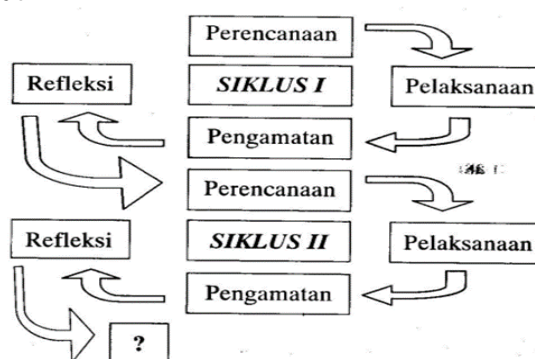 Perencanaan
Refleksi
SIKLUS I
Pelaksanaan
Pengamatan
Perencanaan
Refleksi
SIKLUS II
Pelaksanaan
Pengamatan
?